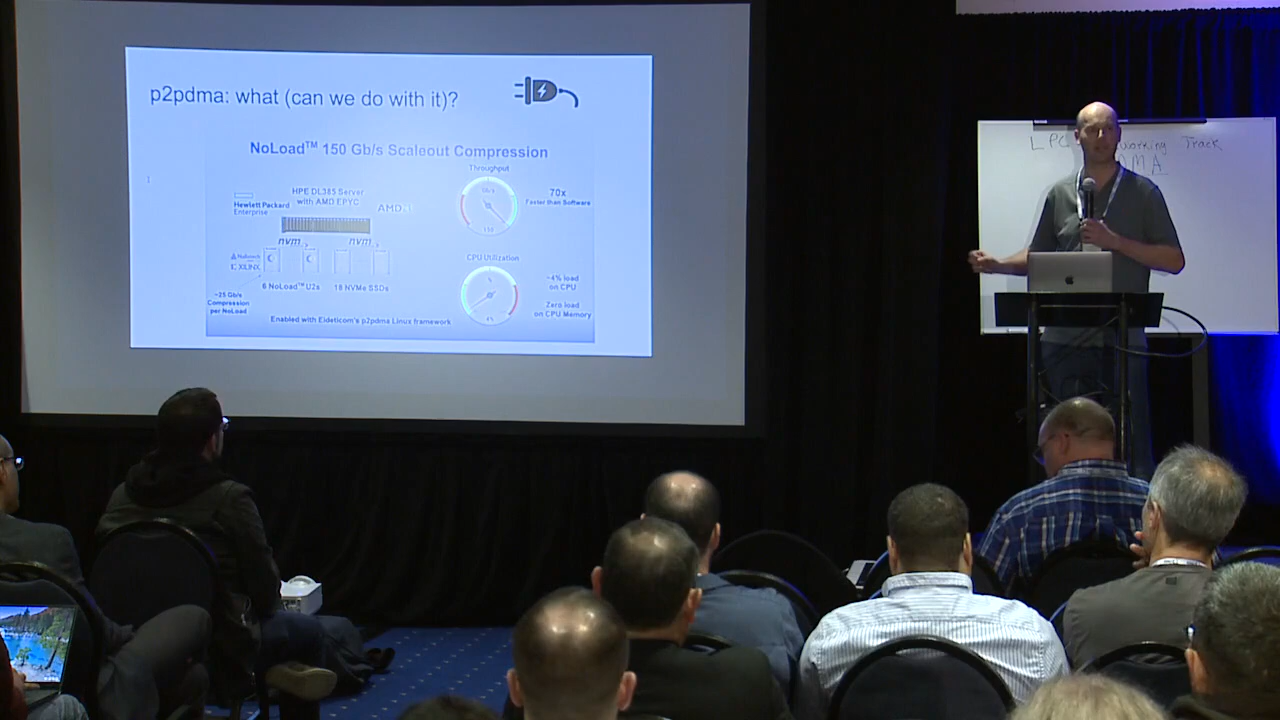 p2pdma: what (can we do with it)?
NoLoad™ 150 Gb/s Scaleout Compression
Throughput
Gb/s
150
70x
Faster than Software
Hewlett Packard
Enterprise
HPE DL385 Server
with AMD EPYC
AMD
nvm
nvm
XILINX
6 NoLoad™ U2s
18 NVMe SSDs
~25 Gb/s
Compression
per NoLoad
CPU Utilization
~4% load
on CPU
Zero load
on CPU Memory
Enabled with Eideticom's p2pdma Linux framework
1
LPC
Track